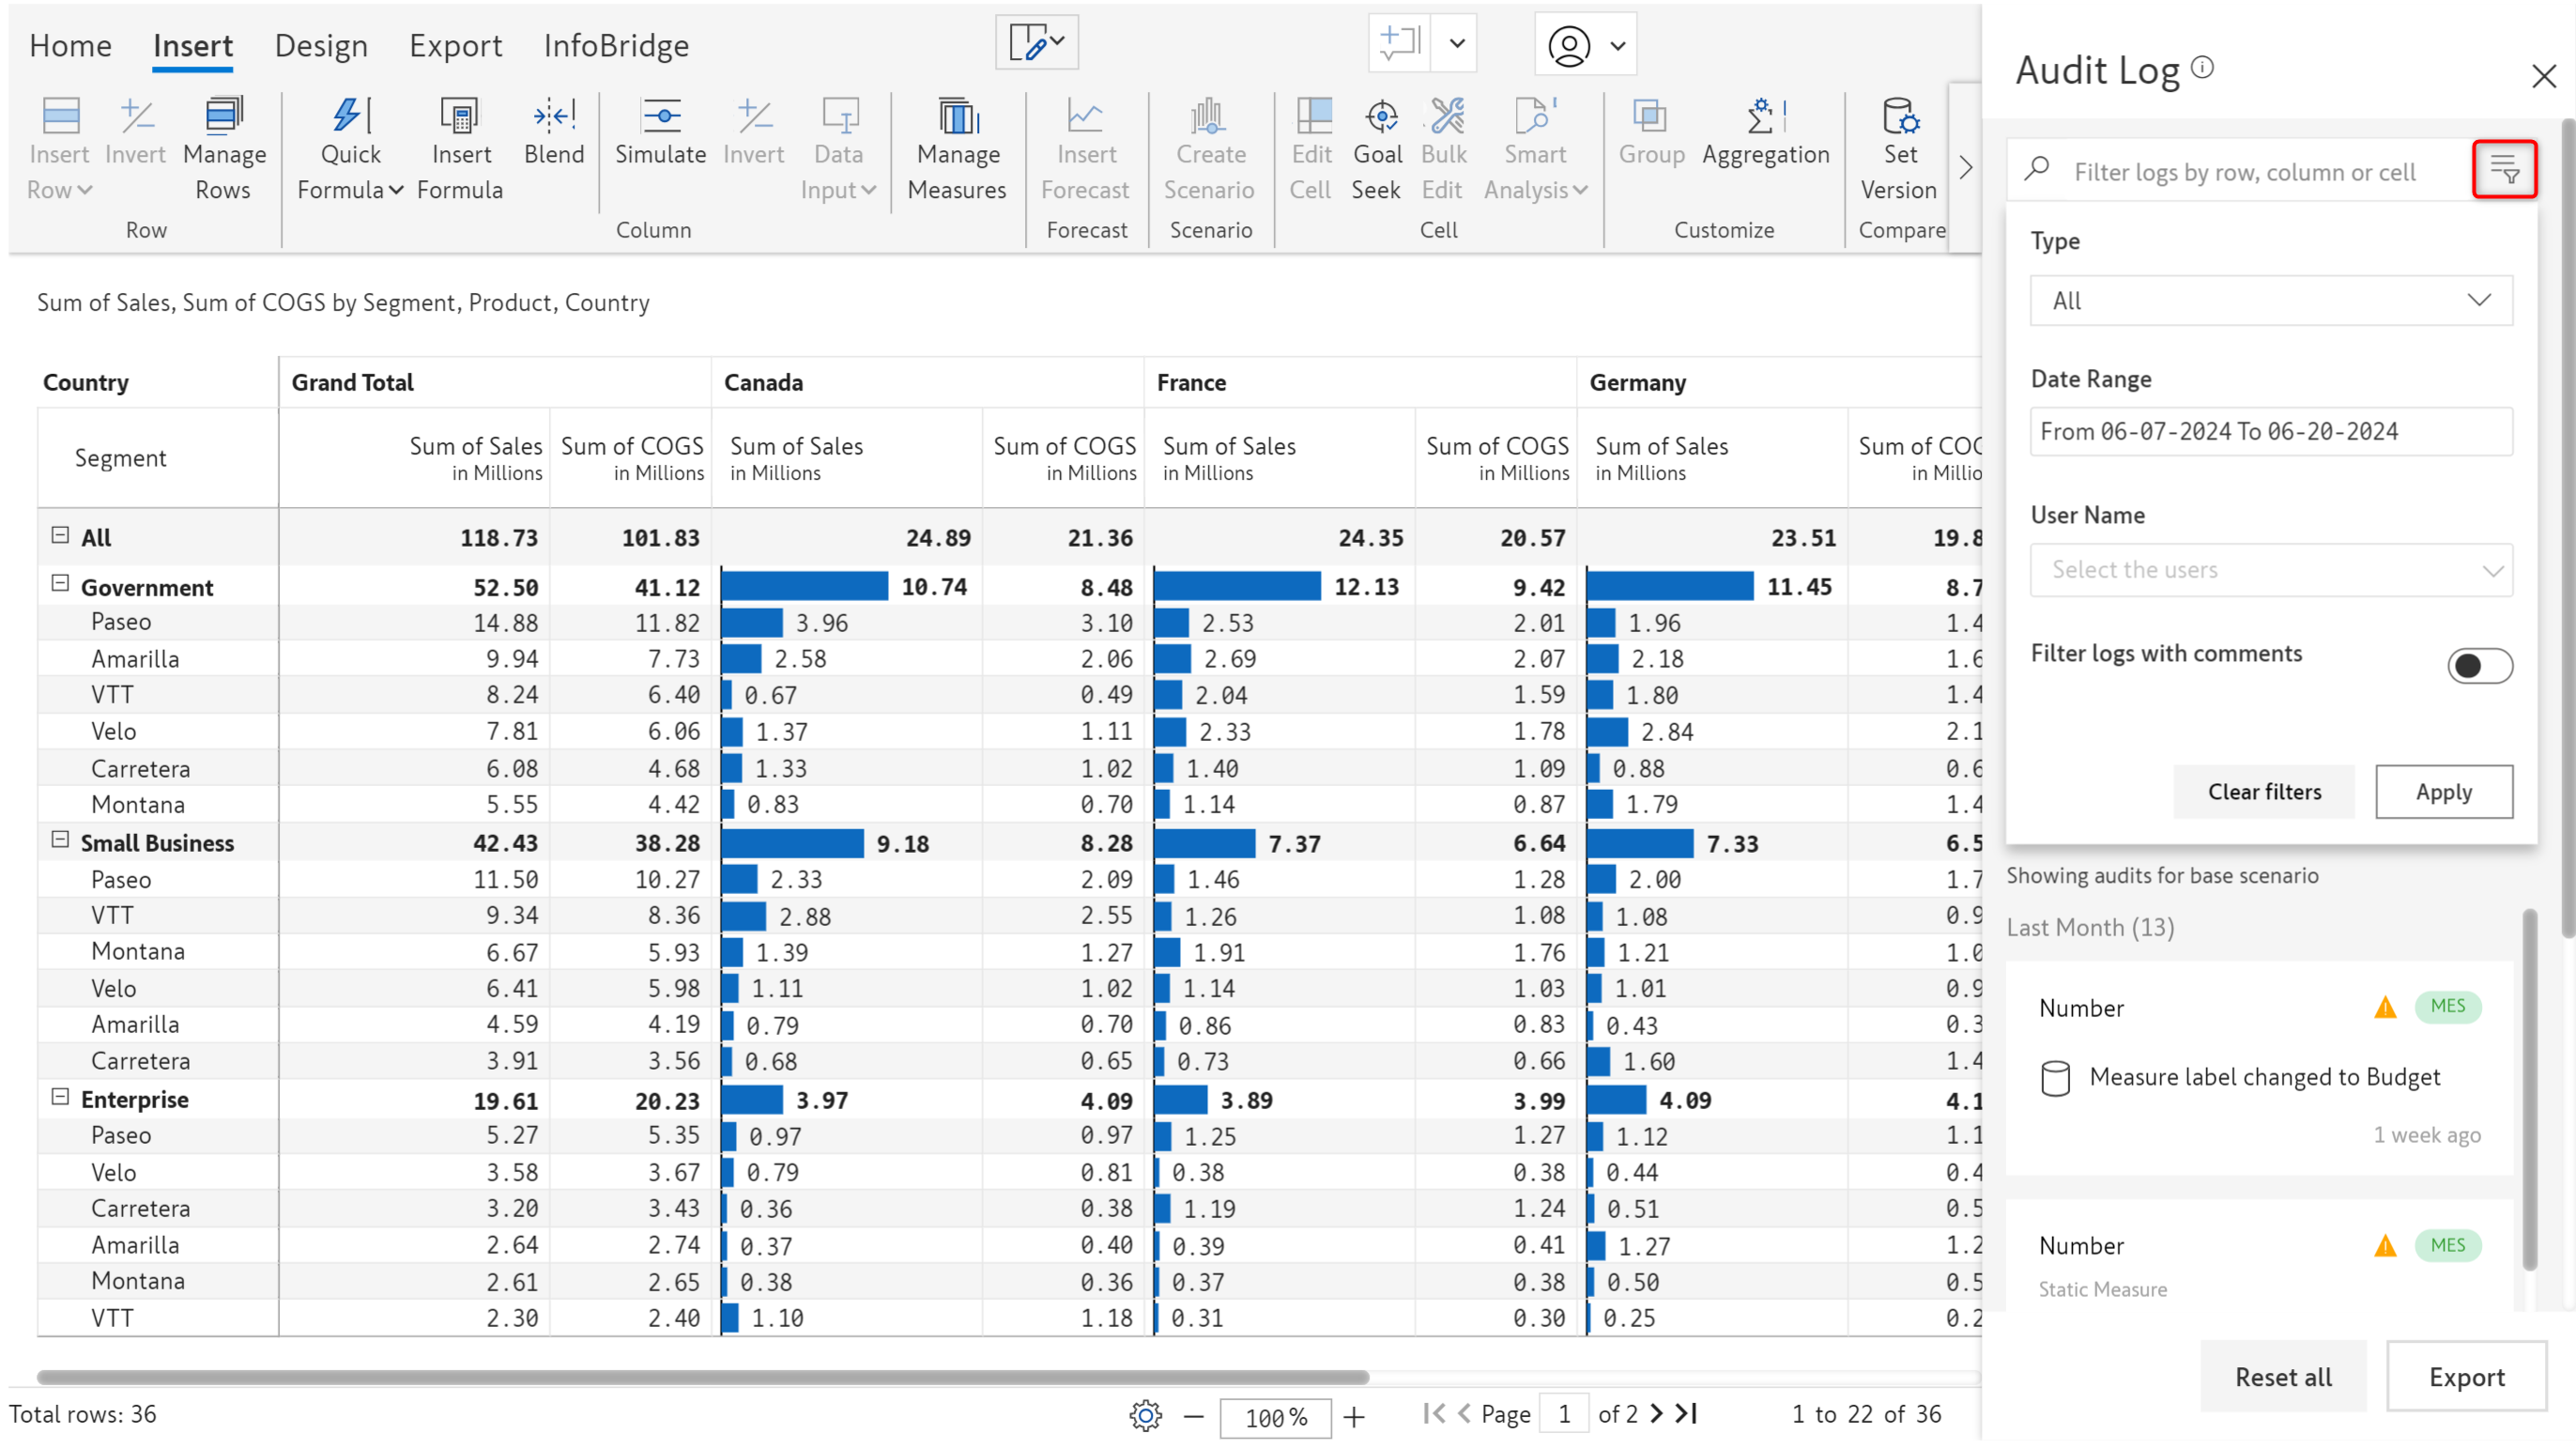 Home Insert Design Export InfoBridge
Insert Row Invert Manage Rows Quick Formula Insert Formula Blend Simulate Invert Data Input Manage Measures Insert Forecast Create Scenario Edit Cell Goal Seek Bulk Edit Smart Analysis Group Aggregation Set Version
Row Column Forecast Scenario Cell Customize Compare
Sum of Sales, Sum of COGS by Segment, Product, Country
Country Grand Total Canada France Germany
Segment Sum of Sales in Millions Sum of COGS in Millions Sum of Sales in Millions Sum of COGS in Millions Sum of Sales in Millions Sum of COGS in Millions Sum of Sales in Millions Sum of COG in Millio
All 118.73 101.83 24.89 21.36 24.35 20.57 23.51 19.8
Government 52.50 41.12 10.74 8.48 12.13 9.42 11.45 8.7
Paseo 14.88 11.82 3.96 3.10 2.53 2.01 1.96 1.4
Amarilla 9.94 7.73 2.58 2.06 2.69 2.07 2.18 1.6
VTT 8.24 6.40 0.67 0.49 2.04 1.59 1.80 1.4
Velo 7.81 6.06 1.37 1.11 2.33 1.78 2.84 2.1
Carretera 6.08 4.68 1.33 1.02 1.40 1.09 0.88 0.6
Montana 5.55 4.42 0.83 0.70 1.14 0.87 1.79 1.4
Small Business 42.43 38.28 9.18 8.28 7.37 6.64 7.33 6.5
Paseo 11.50 10.27 2.33 2.09 1.46 1.28 2.00 1.7
VTT 9.34 8.36 2.88 2.55 1.26 1.08 1.08 0.9
Montana 6.67 5.93 1.39 1.27 1.91 1.76 1.21 1.0
Velo 6.41 5.98 1.11 1.02 1.14 1.03 1.01 0.9
Amarilla 4.59 4.19 0.79 0.70 0.86 0.83 0.43 0.3
Carretera 3.91 3.56 0.68 0.65 0.73 0.66 1.60 1.4
Enterprise 19.61 20.23 3.97 4.09 3.89 3.99 4.09 4.1
Paseo 5.27 5.35 0.97 0.97 1.25 1.27 1.12 1.1
Velo 3.58 3.67 0.79 0.81 0.38 0.38 0.44 0.4
Carretera 3.20 3.43 0.36 0.38 1.19 1.24 0.51 0.5
Amarilla 2.64 2.74 0.37 0.40 0.39 0.41 1.27 1.2
Montana 2.61 2.65 0.38 0.36 0.37 0.38 0.50 0.5
VTT 2.30 2.40 1.10 1.18 0.31 0.30 0.25 0.2
Total rows: 36 100% Page 1 of 2 1 to 22 of 36
Audit Log
Filter logs by row, column or cell
Type
All
Date Range
From 06-07-2024 To 06-20-2024
User Name
Select the users
Filter logs with comments
Clear filters Apply
Showing audits for base scenario
Last Month (13)
Number MES
Measure label changed to Budget
1 week ago
Number MES
Static Measure
Reset all Export